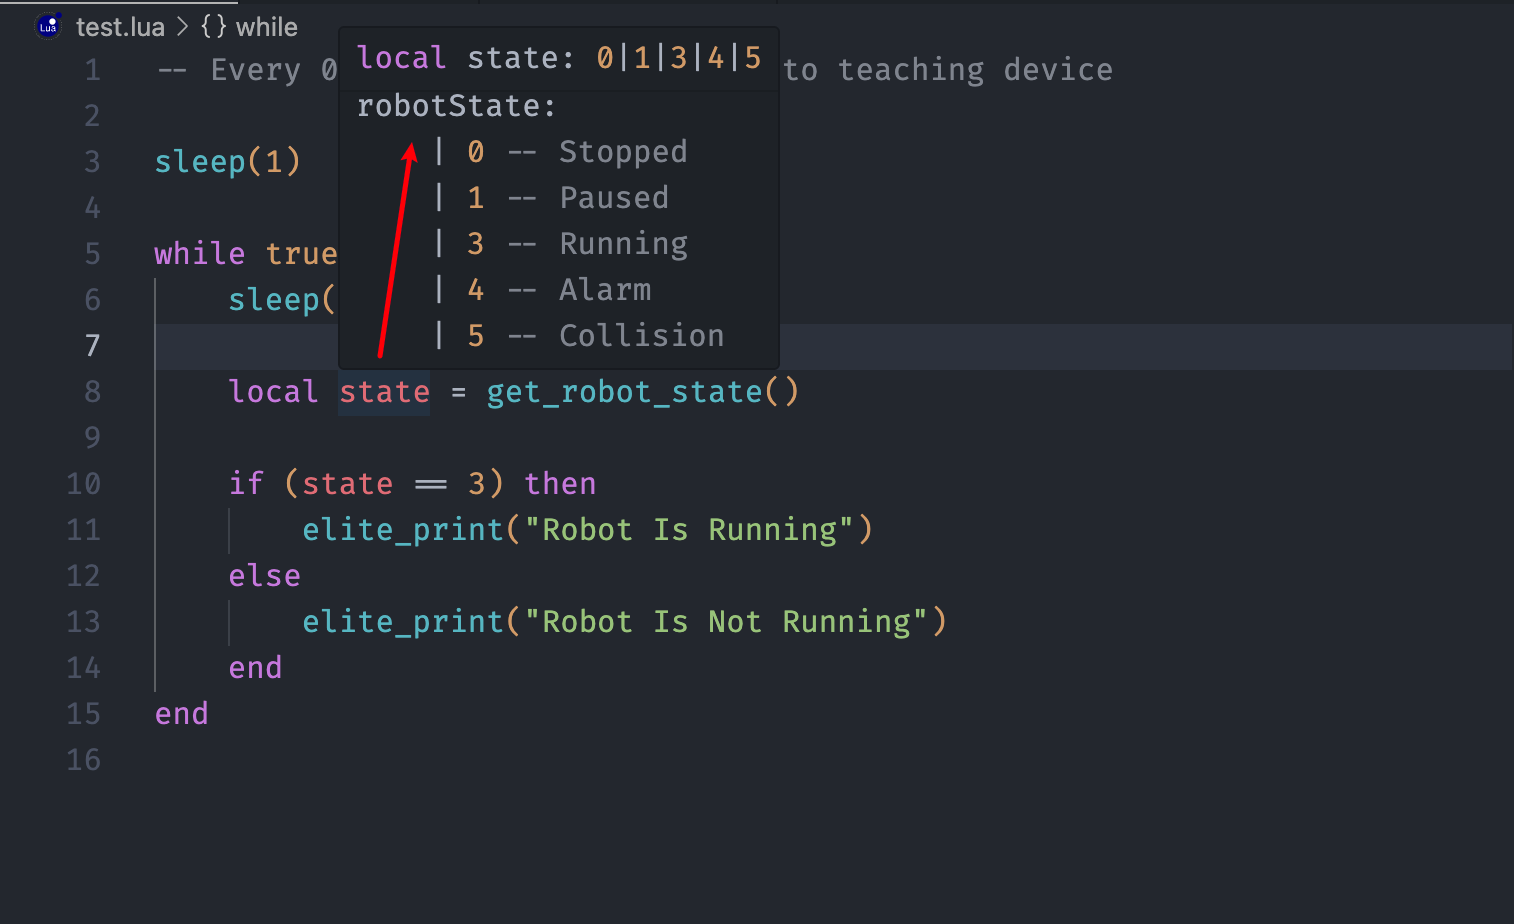 Lua test.lua > {} while
1 -- Every 0 to teaching device
local state: 0|1|3|4|5
robotState:
| 0 -- Stopped
| 1 -- Paused
| 3 -- Running
| 4 -- Alarm
| 5 -- Collision
2
3 sleep(1)
4
5 while true
6 sleep(
7
8 local state = get_robot_state()
9
10 if (state == 3) then
11 elite_print("Robot Is Running")
12 else
13 elite_print("Robot Is Not Running")
14 end
15 end
16